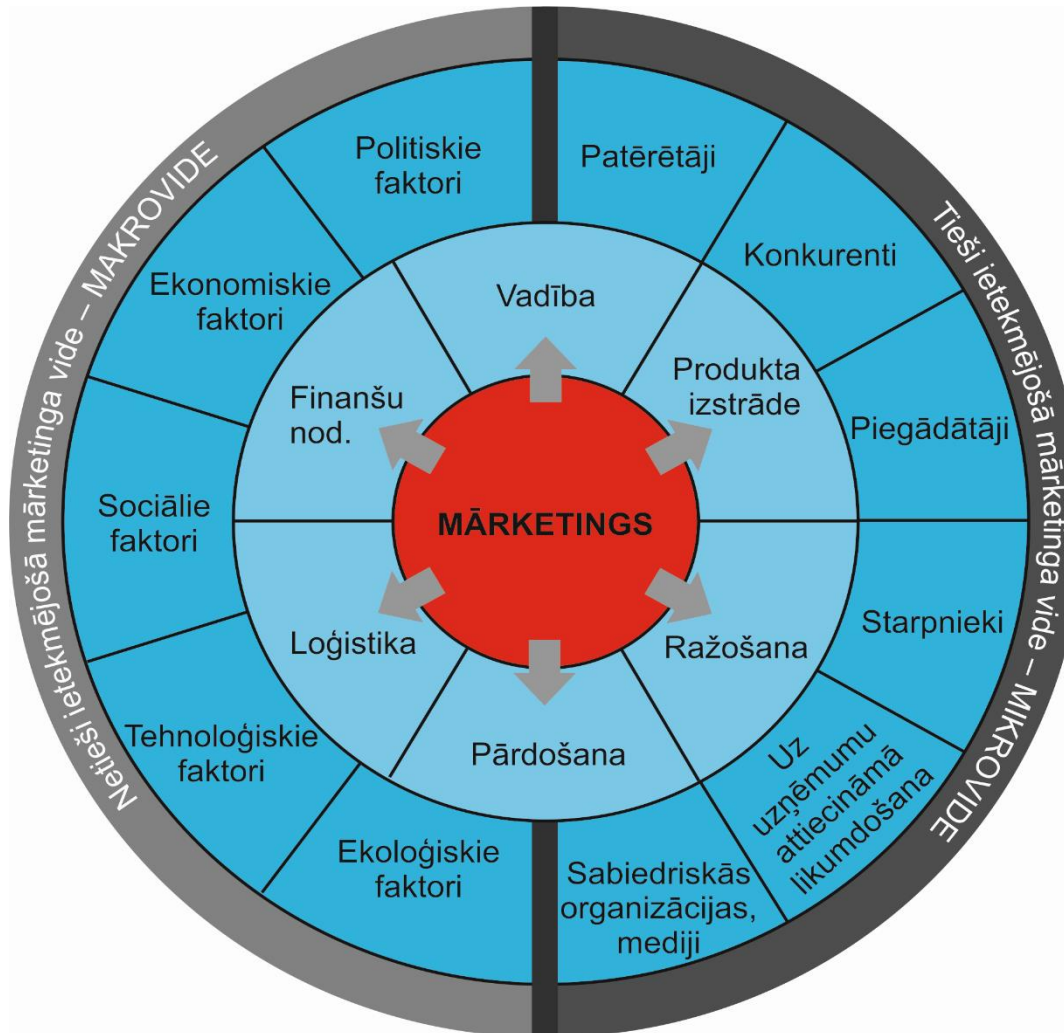 Netieši ietekmējošā mārketinga vide – MAKROVIDE
Tieši ietekmējošā mārketinga vide – MIKROVIDE
Politiskie
faktori
Ekonomiskie
faktori
Sociālie
faktori
Tehnoloģiskie
faktori
Ekoloģiskie
faktori
Patērētāji
Konkurenti
Piegādātāji
Starpnieki
Uz
uzņēmumu
attiecināmā
likumdošana
Sabiedriskās
organizācijas,
mediji
Vadība
Produkta
izstrāde
Ražošana
Pārdošana
Loģistika
Finanšu
nod.
MĀRKETINGS